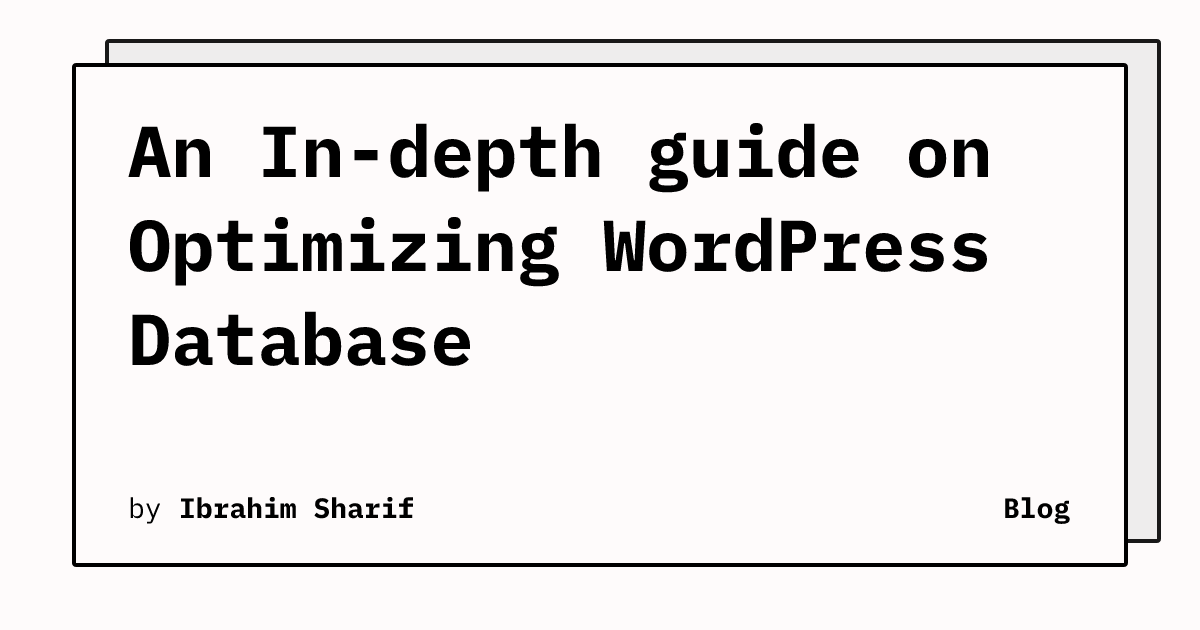 An In-depth guide on
Optimizing WordPress
Database
by Ibrahim Sharif
Blog